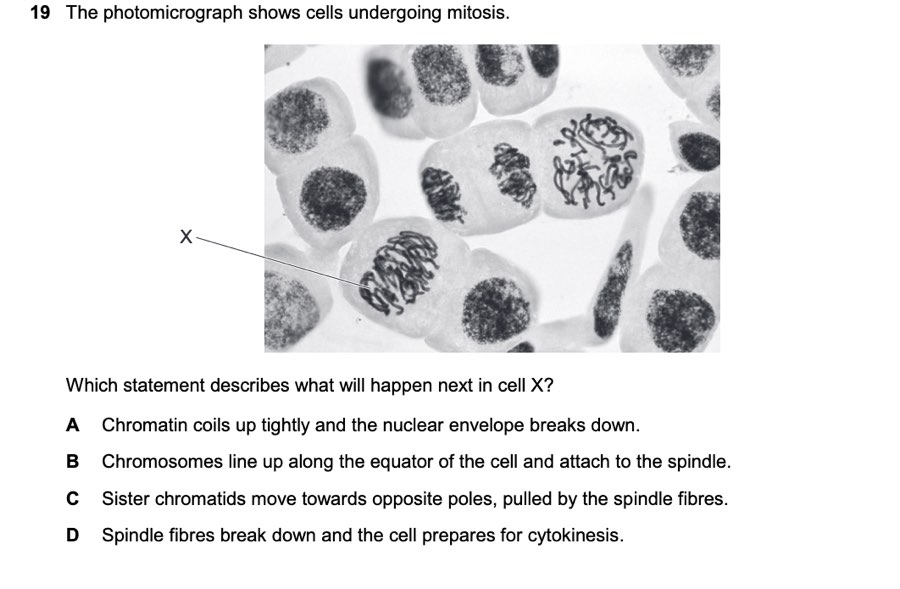 19 The photomicrograph shows cells undergoing mitosis.
X
Which statement describes what will happen next in cell X?
A Chromatin coils up tightly and the nuclear envelope breaks down.
B Chromosomes line up along the equator of the cell and attach to the spindle.
C Sister chromatids move towards opposite poles, pulled by the spindle fibres.
D Spindle fibres break down and the cell prepares for cytokinesis.